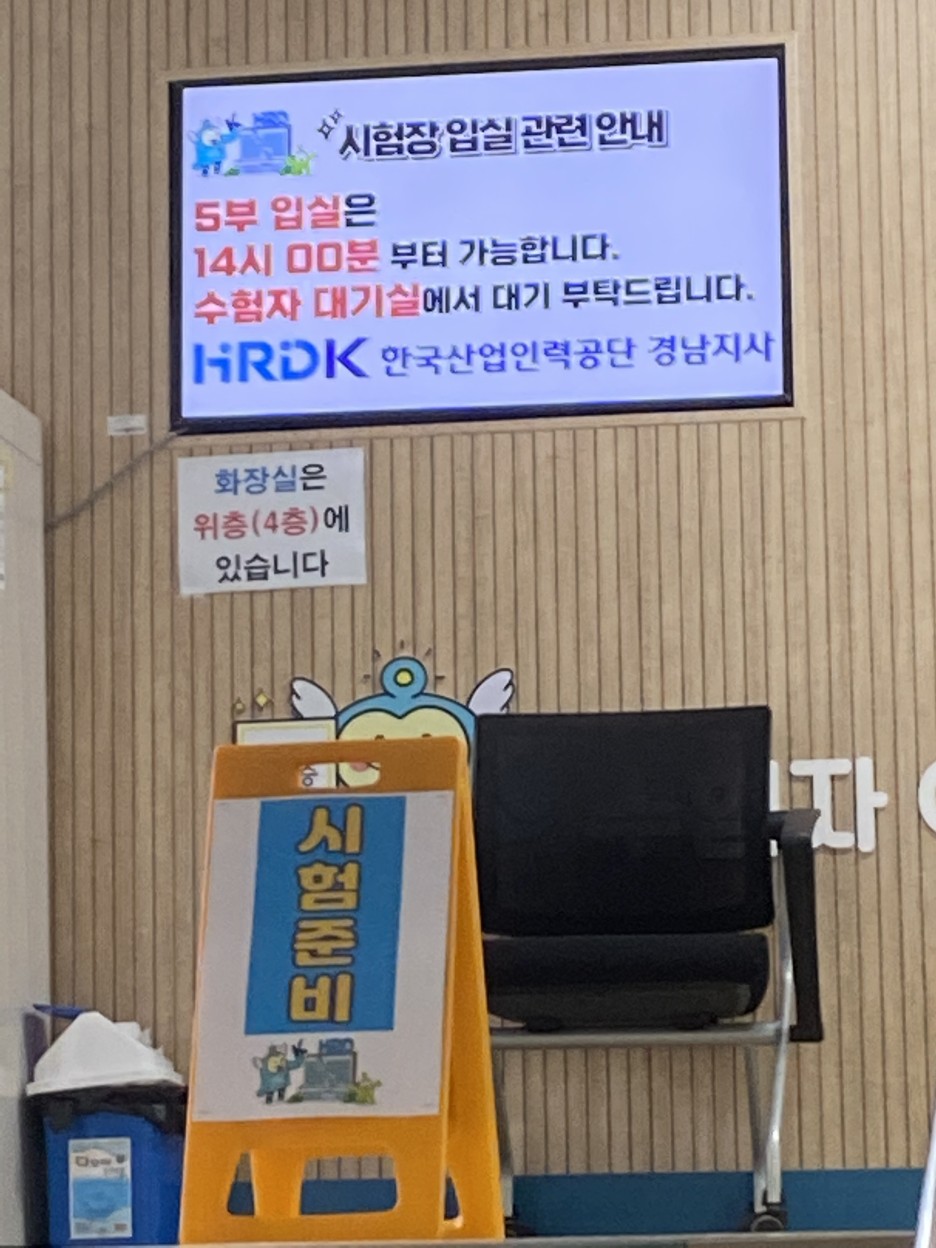 시험장 입실 관련 안내
5부 입실은
14시 00분 부터 가능합니다.
수험자 대기실에서 대기 부탁드립니다.
HRDK 한국산업인력공단 경남지사
화장실은
위층(4층)에
있습니다
시험준비
자